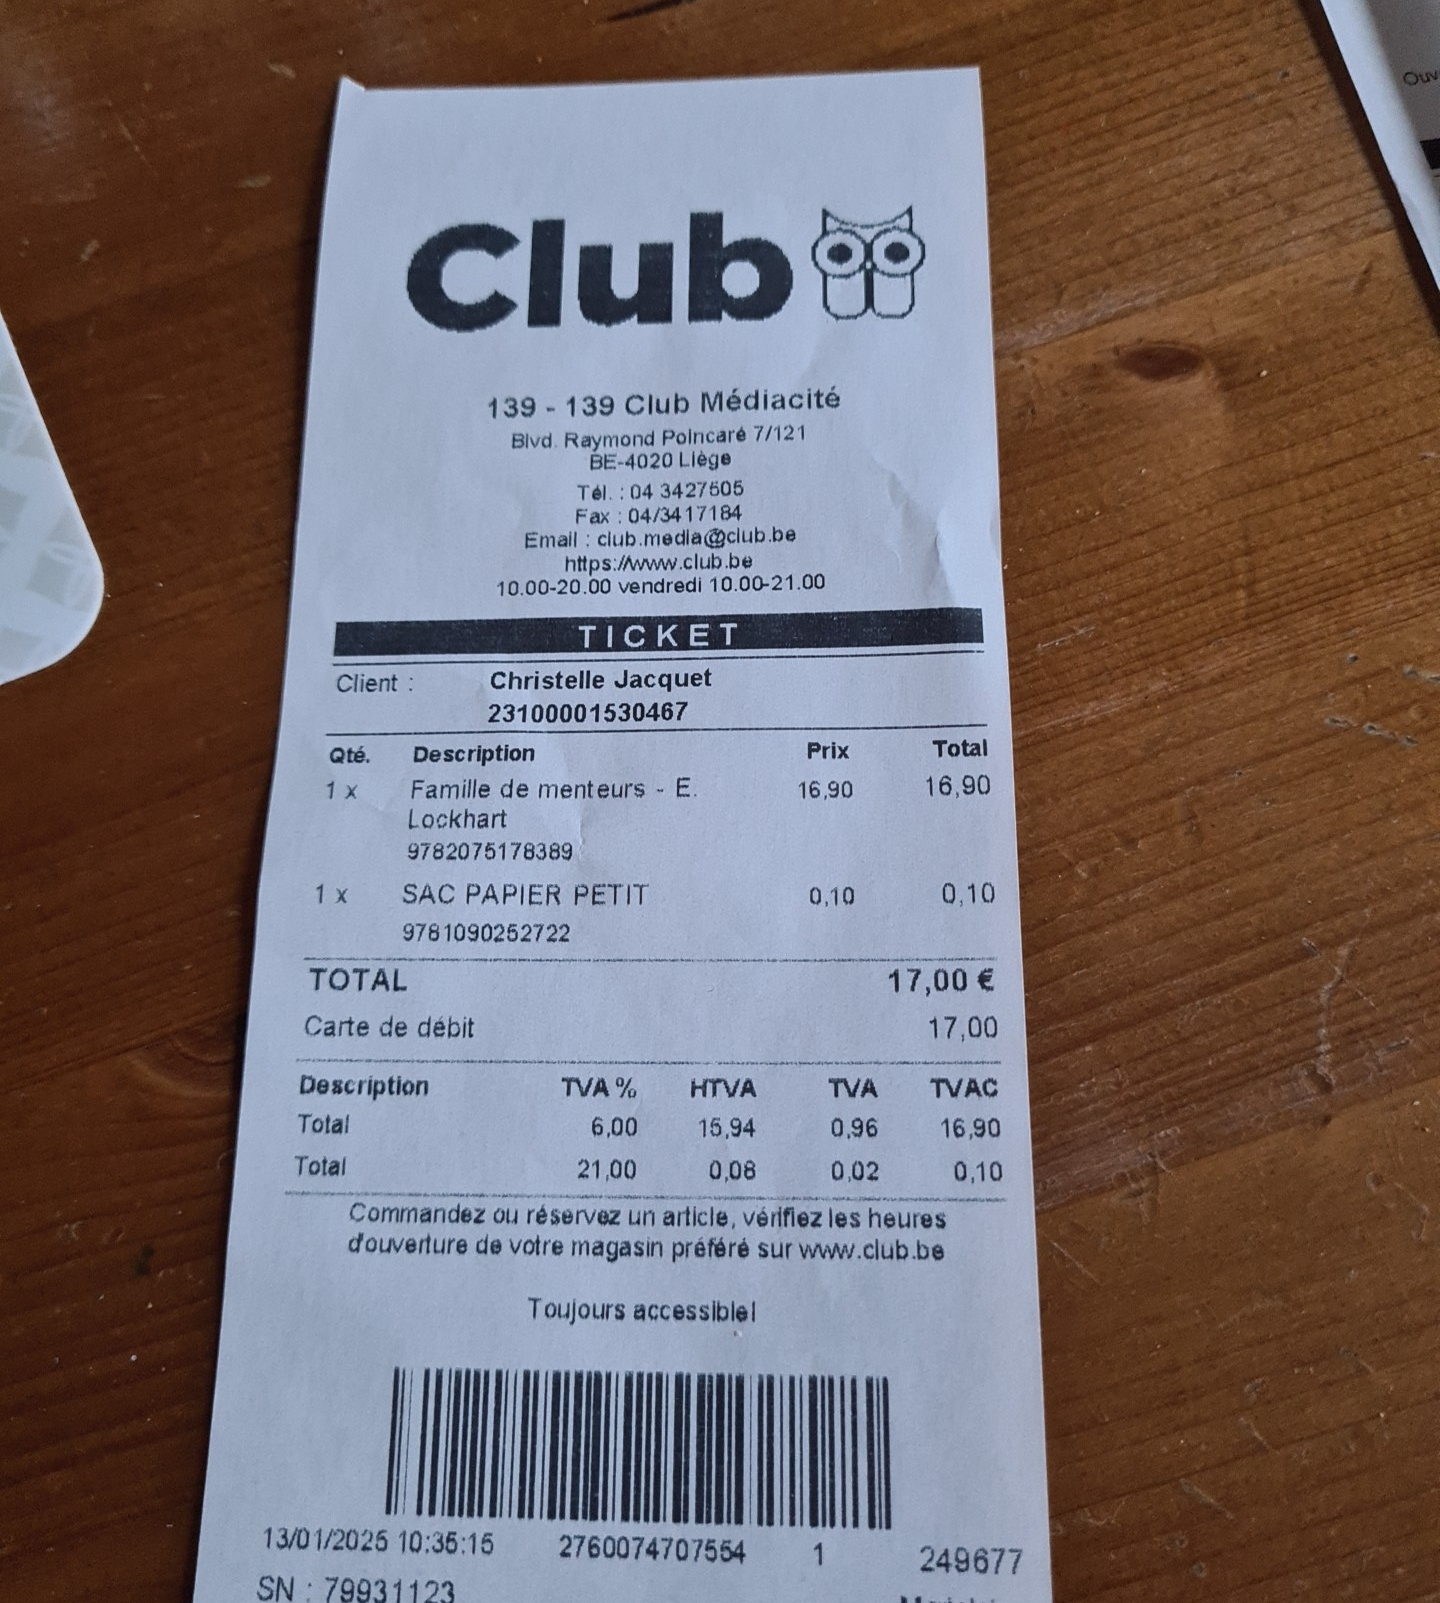 Club
139 - 139 Club Médiacité
Blvd. Raymond Poincaré 7/121
BE-4020 Liège
Tél. : 04 3427605
Fax : 04/3417184
Email : club.media@club.be
https://www.club.be
10.00-20.00 vendredi 10.00-21.00
TICKET
Client : Christelle Jacquet
23100001530467
Qté. Description Prix Total
1 x Famille de menteurs - E. 16,90 16,90
Lockhart
9782075178389
1 x SAC PAPIER PETIT 0,10 0,10
9781090252722
TOTAL 17,00 €
Carte de débit 17,00
Description TVA % HTVA TVA TVAC
Total 6,00 15,94 0,96 16,90
Total 21,00 0,08 0,02 0,10
Commandez ou réservez un article, vérifiez les heures
d'ouverture de votre magasin préféré sur www.club.be
Toujours accessible!
13/01/2025 10:35:15 2760074707554 1 249677
SN : 79931123